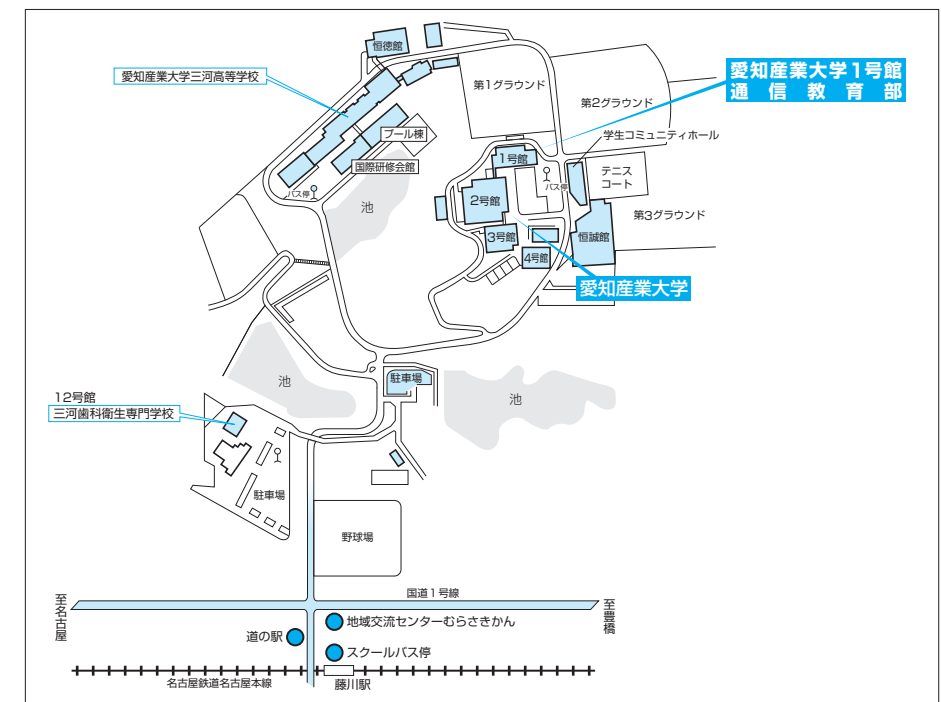 恒徳館
愛知産業大学三河高等学校
愛知産業大学1号館
通信教育部
第1グラウンド
第2グラウンド
プール棟
学生コミュニティホール
国際研修会館
1号館
テニス
コート
バス停
バス停
池
2号館
第3グラウンド
3号館
恒誠館
4号館
愛知産業大学
池
駐車場
池
12号館
三河歯科衛生専門学校
駐車場
野球場
国道1号線
至名古屋
至豊橋
地域交流センターむらさきかん
道の駅
スクールバス停
名古屋鉄道名古屋本線
藤川駅